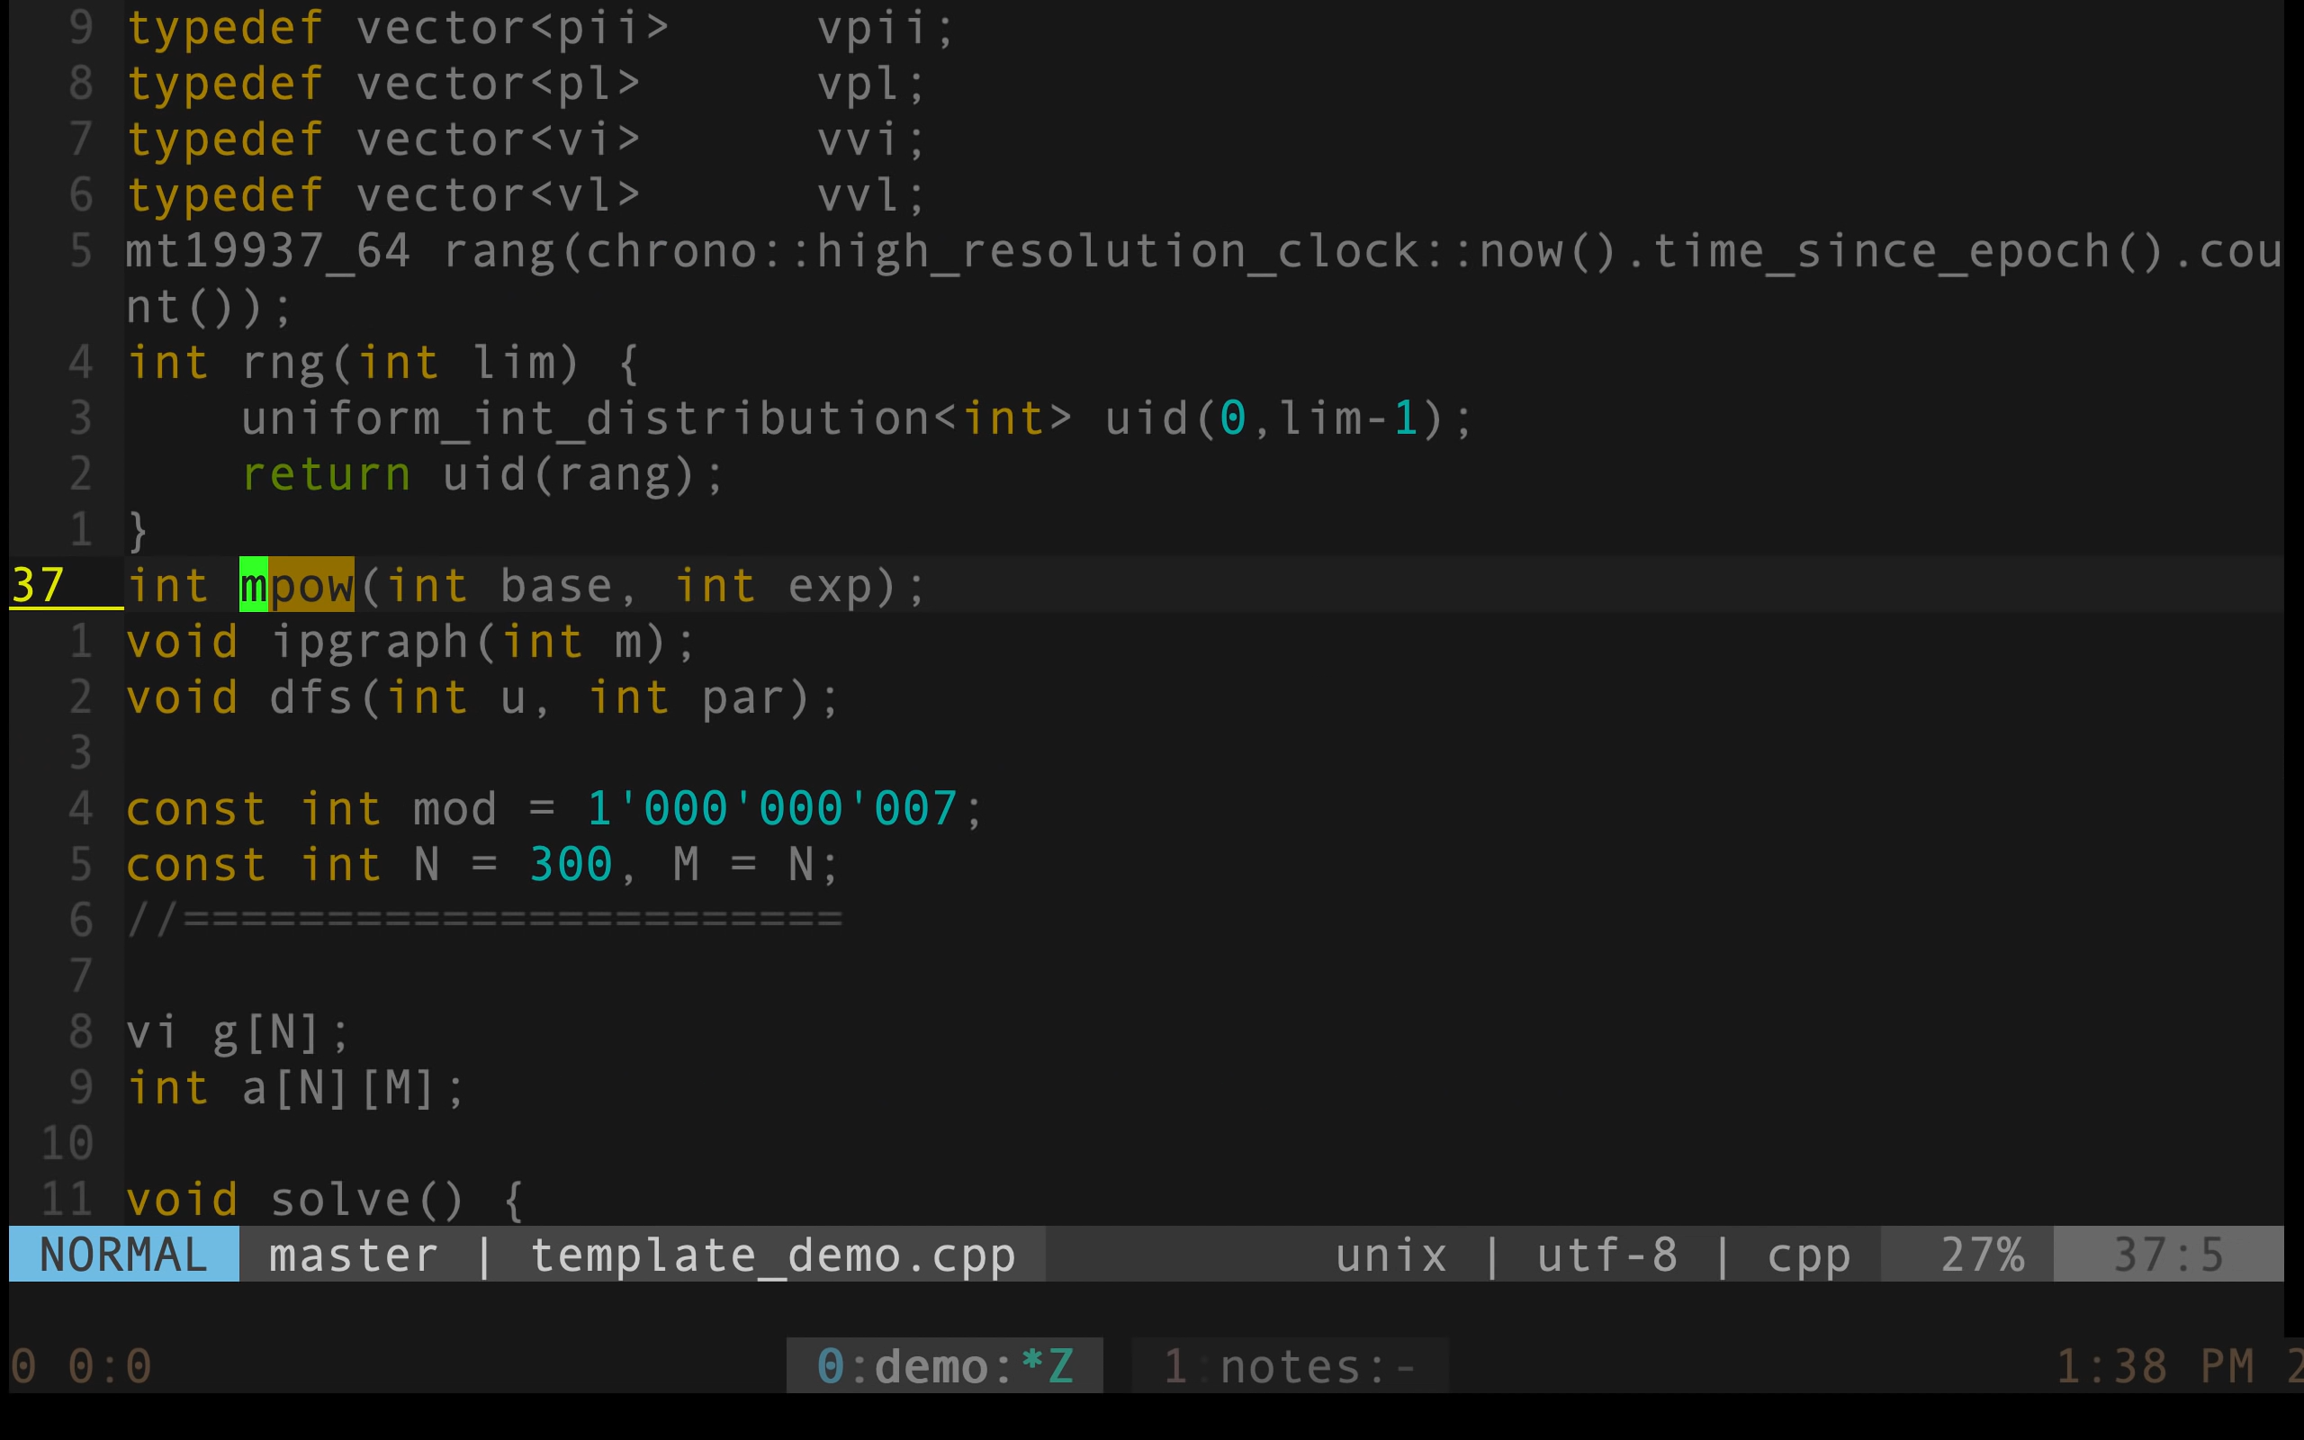 9 typedef vector<pii>     vpii;
8 typedef vector<pl>      vpl;
7 typedef vector<vi>      vvi;
6 typedef vector<vl>      vvl;
5 mt19937_64 rang(chrono::high_resolution_clock::now().time_since_epoch().cou
nt());
4 int rng(int lim) {
3     uniform_int_distribution<int> uid(0,lim-1);
2     return uid(rang);
1 }
37 int mpow(int base, int exp);
1 void ipgraph(int m);
2 void dfs(int u, int par);
3
4 const int mod = 1'000'000'007;
5 const int N = 300, M = N;
6 //=======================
7
8 vi g[N];
9 int a[N][M];
10
11 void solve() {
NORMAL master | template_demo.cpp unix | utf-8 | cpp 27% 37:5
0 0:0 0:demo:*Z 1:notes:- 1:38 PM 2